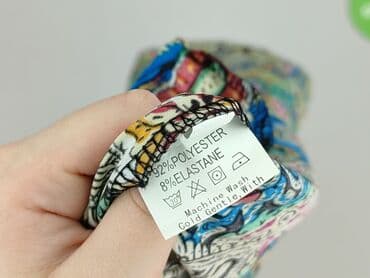 92%POLYESTER
8%ELASTANE
Machine Wash
Cold Gentle With